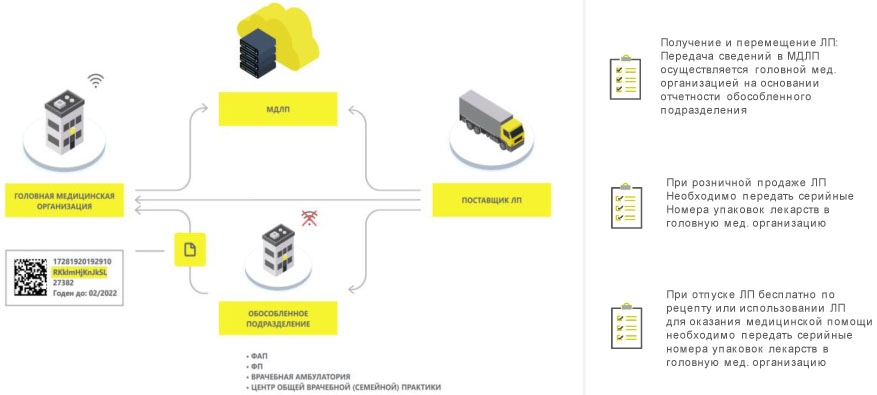 МДЛП
ГОЛОВНАЯ МЕДИЦИНСКАЯ
ОРГАНИЗАЦИЯ
ПОСТАВЩИК ЛП
17281920192910
RKkImHjKnJkSL
27382
Годен до: 02/2022
ОБОСОБЛЕННОЕ
ПОДРАЗДЕЛЕНИЕ
• ФАП
• ФП
• ВРАЧЕБНАЯ АМБУЛАТОРИЯ
• ЦЕНТР ОБЩЕЙ ВРАЧЕБНОЙ (СЕМЕЙНОЙ) ПРАКТИКИ
Получение и перемещение ЛП:
Передача сведений в МДЛП
осуществляется головной мед.
организацией на основании
отчетности обособленного
подразделения
При розничной продаже ЛП
Необходимо передать серийные
Номера упаковок лекарств в
головную мед. организацию
При отпуске ЛП бесплатно по
рецепту или использовании ЛП
для оказания медицинской помощи
необходимо передать серийные
номера упаковок лекарств в
головную мед. организацию